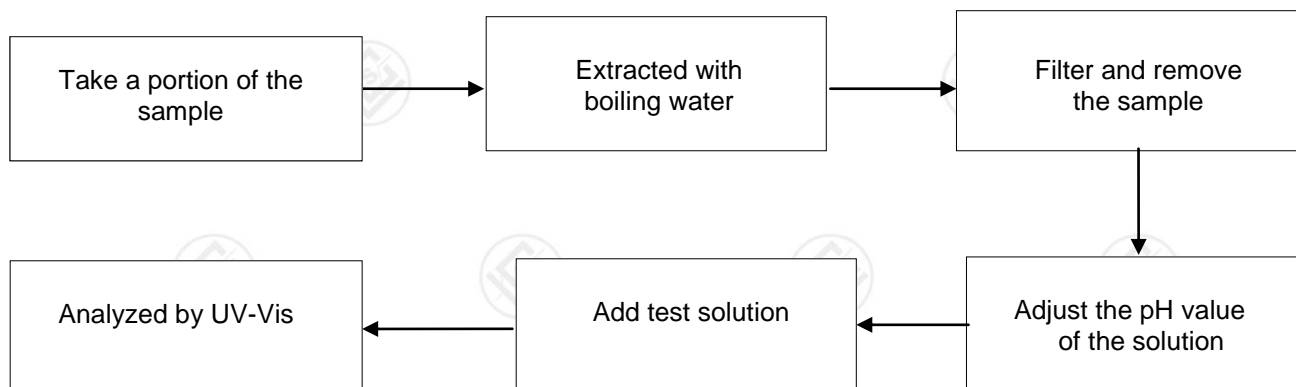 Take a portion of the
sample
Extracted with
boiling water
Filter and remove
the sample
Adjust the pH value
of the solution
Add test solution
Analyzed by UV-Vis